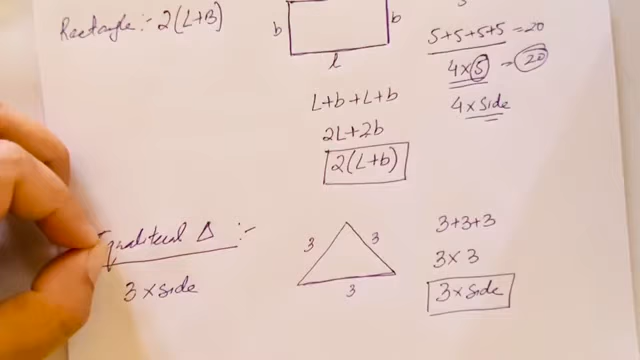 Rectangle:- 2(L+B)
b
b
l
5+5+5+5 = 20
4×5 = 20
4×side
L+b+L+b
2L+2b
2(L+b)
Δ :-
3×side
3
3
3
3+3+3
3×3
3×side